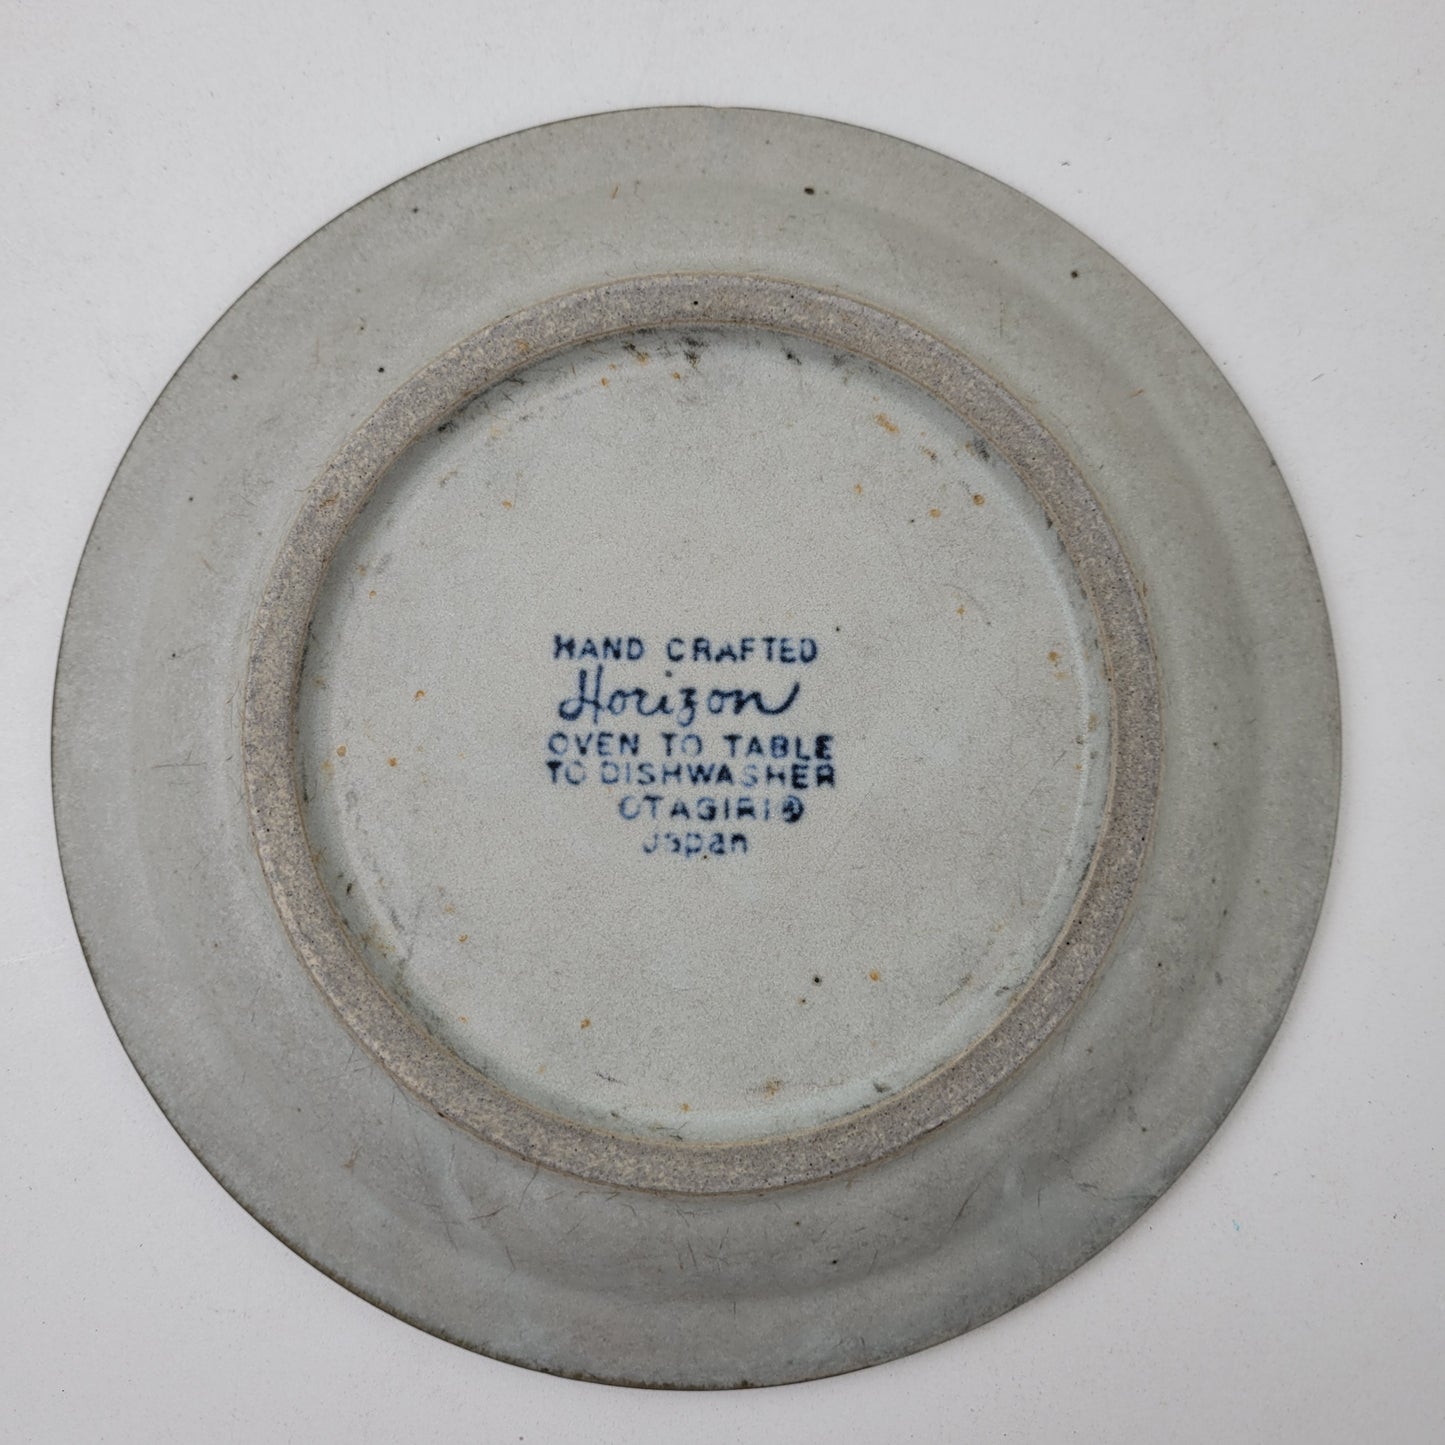 HAND CRAFTED
Horizon
OVEN TO TABLE
TO DISHWASHER
OTAGIRI®
Japan